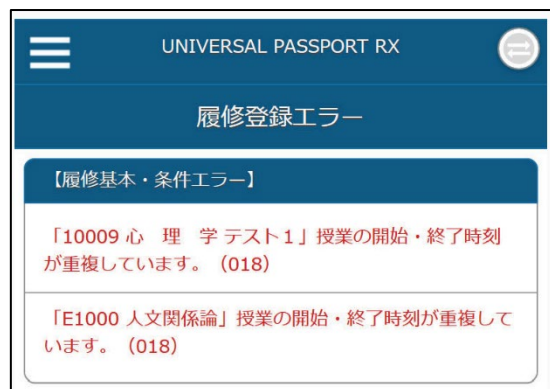 UNIVERSAL PASSPORT RX
履修登録エラー
【履修基本・条件エラー】
「10009 心　理　学 テスト１」授業の開始・終了時刻
が重複しています。（018）
「E1000 人文関係論」授業の開始・終了時刻が重複して
います。（018）